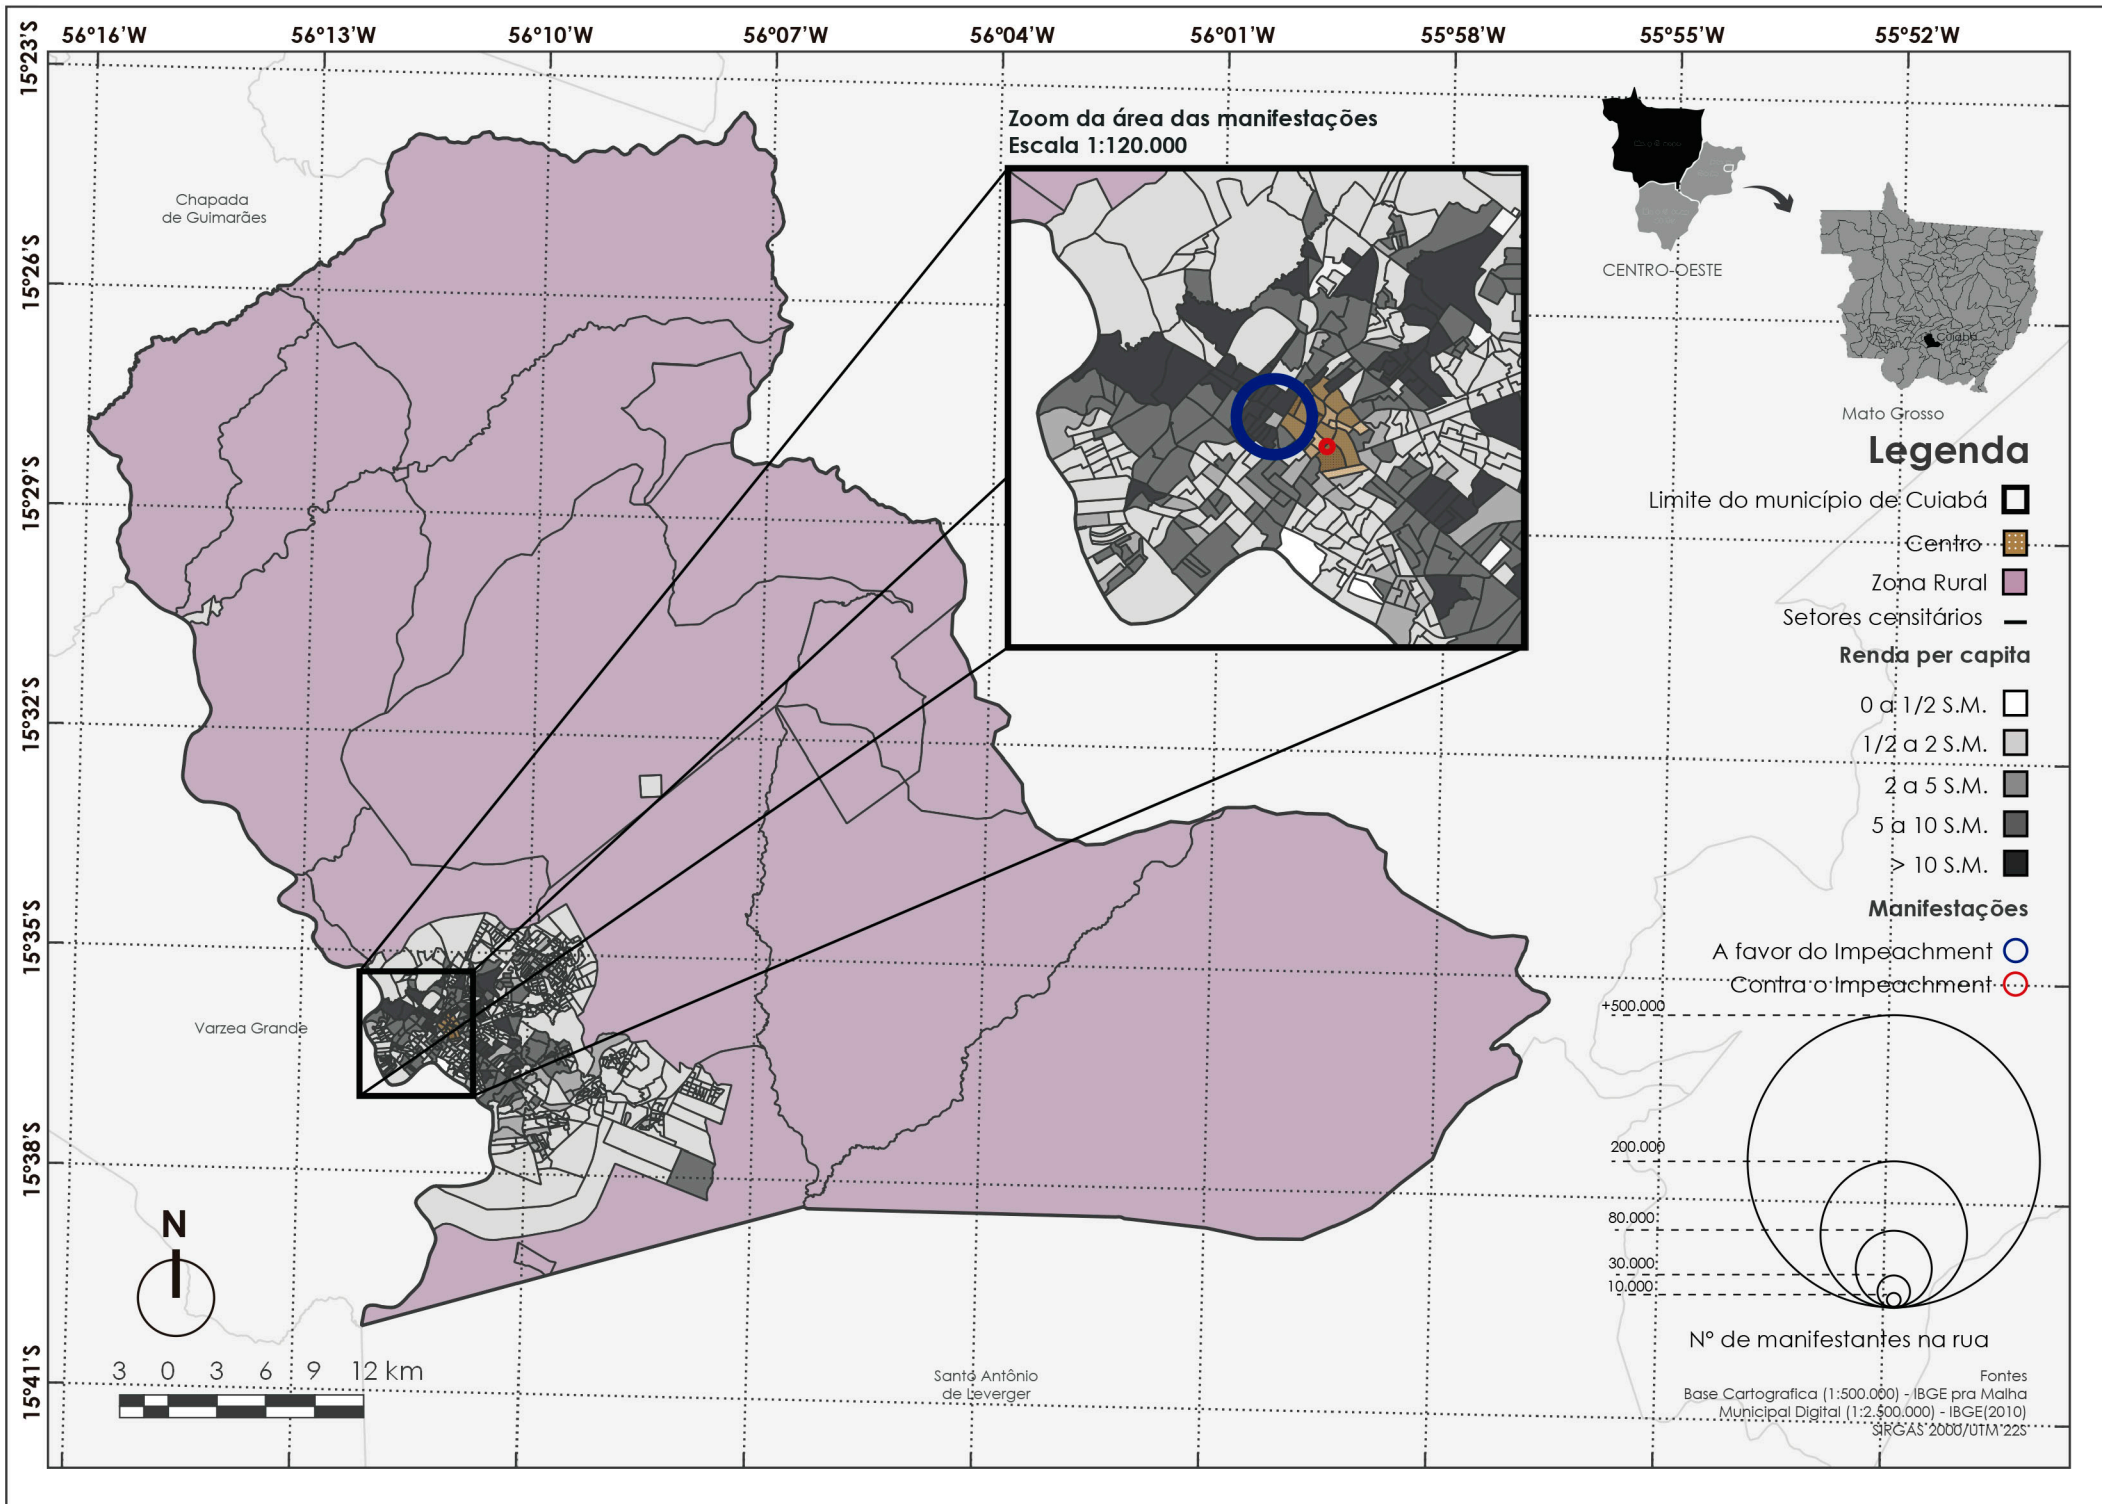 56°16'W 56°13'W 56°10'W 56°07'W 56°04'W 56°01'W 55°58'W 55°55'W 55°52'W
15°23'S
15°26'S
15°29'S
15°32'S
15°35'S
15°38'S
15°41'S
Zoom da área das manifestações
Escala 1:120.000
Chapada
de Guimarães
CENTRO-OESTE
Cuiabá
Mato Grosso
Legenda
Limite do município de Cuiabá
Centro
Zona Rural
Setores censitários
Renda per capita
0 a 1/2 S.M.
1/2 a 2 S.M.
2 a 5 S.M.
5 a 10 S.M.
> 10 S.M.
Manifestações
A favor do Impeachment
Contra o Impeachment
+500.000
200.000
80.000
30.000
10.000
Nº de manifestantes na rua
Varzea Grande
N
3 0 3 6 9 12 km
Santo Antônio
de Leverger
Fontes
Base Cartografica (1:500.000) - IBGE pra Malha
Municipal Digital (1:2.500.000) - IBGE(2010)
SIRGAS 2000/UTM 22S